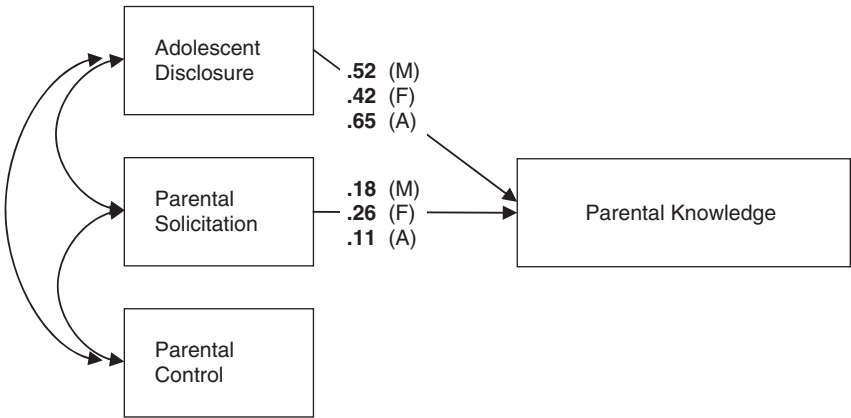 Adolescent
Disclosure
.52 (M)
.42 (F)
.65 (A)
Parental
Solicitation
.18 (M)
.26 (F)
.11 (A)
Parental Knowledge
Parental
Control